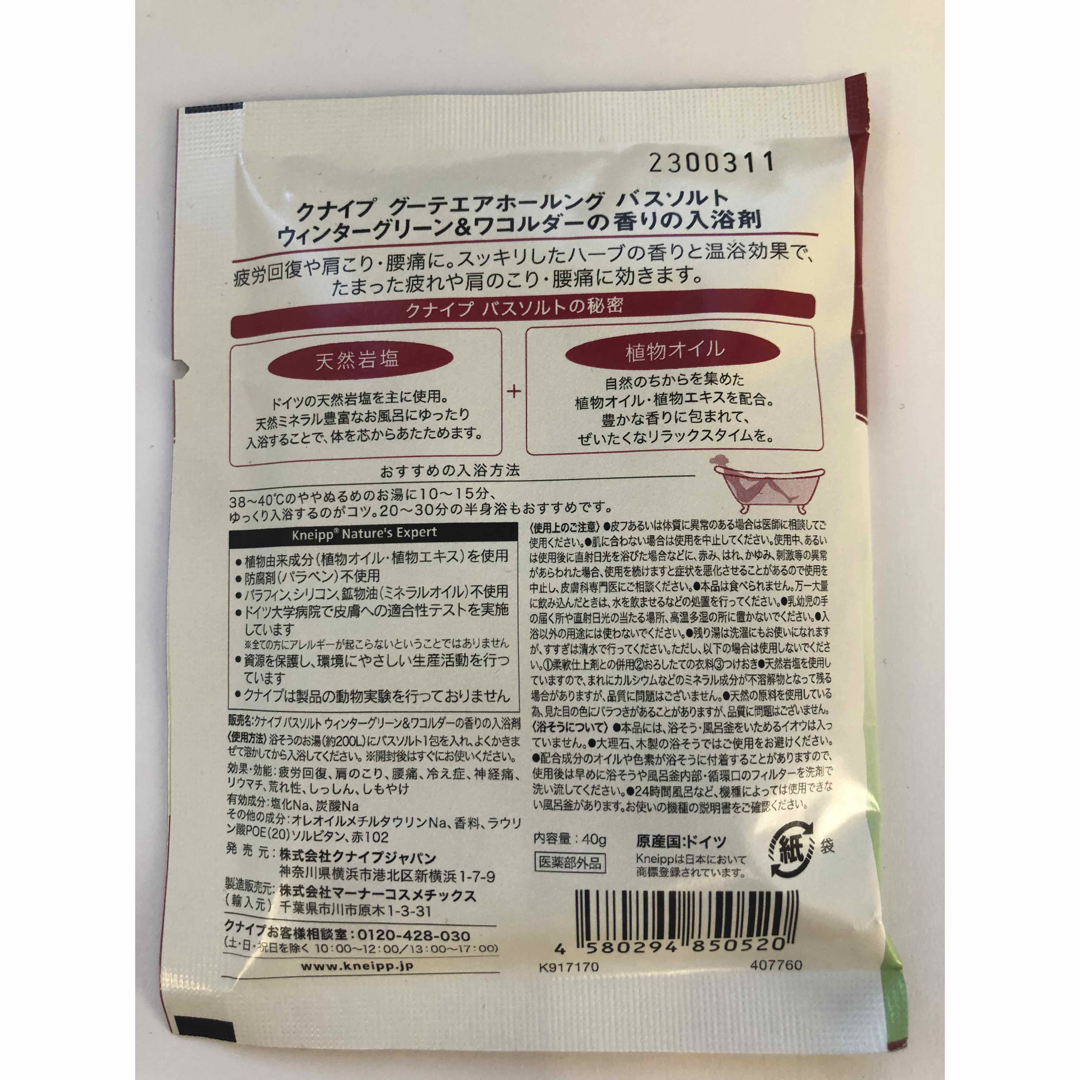 2300311
クナイプ グーテエアホールング バスソルト
ウィンターグリーン&ワコルダーの香りの入浴剤
疲労回復や肩こり・腰痛に。スッキリしたハーブの香りと温浴効果で、
たまった疲れや肩のこり・腰痛に効きます。
クナイプ バスソルトの秘密
天然岩塩
ドイツの天然岩塩を主に使用。
天然ミネラル豊富なお風呂にゆったり
入浴することで、体を芯からあたためます。
+
植物オイル
自然のちからを集めた
植物オイル・植物エキスを配合。
豊かな香りに包まれて、
ぜいたくなリラックスタイムを。
おすすめの入浴方法
38〜40℃のややぬるめのお湯に10〜15分、
ゆっくり入浴するのがコツ。20〜30分の半身浴もおすすめです。
Kneipp® Nature's Expert
●植物由来成分(植物オイル・植物エキス)を使用
●防腐剤(パラベン)不使用
●パラフィン、シリコン、鉱物油(ミネラルオイル)不使用
●ドイツ大学病院で皮膚への適合性テストを実施
しています
※全ての方にアレルギーが起こらないということではありません
●資源を保護し、環境にやさしい生産活動を行っ
ています
●クナイプは製品の動物実験を行っておりません
販売名:クナイプ バスソルト ウィンターグリーン&ワコルダーの香りの入浴剤
〈使用方法〉浴そうのお湯(約200L)にバスソルト1包を入れ、よくかきま
ぜて溶かしてから入浴してください。※開封後はすぐにお使いください。
効果・効能:疲労回復、肩のこり、腰痛、冷え症、神経痛、
リウマチ、荒れ性、しっしん、しもやけ
有効成分:塩化Na、炭酸Na
その他の成分:オレオイルメチルタウリンNa、香料、ラウリ
ン酸POE(20)ソルビタン、赤102
発 売 元:株式会社クナイプジャパン
神奈川県横浜市港北区新横浜1-7-9
製造販売元:株式会社マーナーコスメチックス
(輸入元) 千葉県市川市原木1-3-31
クナイプお客様相談室:0120-428-030
(土・日・祝日を除く 10:00〜12:00/13:00〜17:00)
www.kneipp.jp
〈使用上のご注意〉●皮フあるいは体質に異常のある場合は医師に相談してご
使用ください。●肌に合わない場合は使用を中止してください。使用中、あるい
は使用後に直射日光を浴びた場合などに、赤み、はれ、かゆみ、刺激等の異常
があらわれた場合、使用を続けますと症状を悪化させることがあるので使用を
中止し、皮膚科専門医にご相談ください。●本品は食べられません。万一大量
に飲み込んだときは、水を飲ませるなどの処置を行ってください。●乳幼児の手
の届く所や直射日光の当たる場所、高温多湿の所に置かないでください。●入
浴以外の用途には使わないでください。●残り湯は洗濯にもお使いになれます
が、すすぎは清水で行ってください。ただし、以下の場合は使用しないでくださ
い。①柔軟仕上剤との併用②おろしたての衣料③つけおき●天然岩塩を使用し
ていますので、まれにカルシウムなどのミネラル成分が不溶解物となって残る
場合がありますが、品質に問題はございません。●天然の原料を使用している
為、見た目の色にバラつきがあることがありますが、品質に問題はございません。
〈浴そうについて〉●本品には、浴そう・風呂釜をいためるイオウは入っ
ていません。●大理石、木製の浴そうではご使用をお避けください。
●配合成分のオイルや色素が浴そうに付着することがありますので、
使用後は早めに浴そうや風呂釜内部・循環口のフィルターを洗剤で
洗い流してください。●24時間風呂など、機種によっては使用できな
い風呂釜があります。お使いの機種の説明書をご確認ください。
内容量:40g
医薬部外品
原産国:ドイツ
Kneippは日本において
商標登録されています。
紙
袋
4 580294 850520
K917170
407760